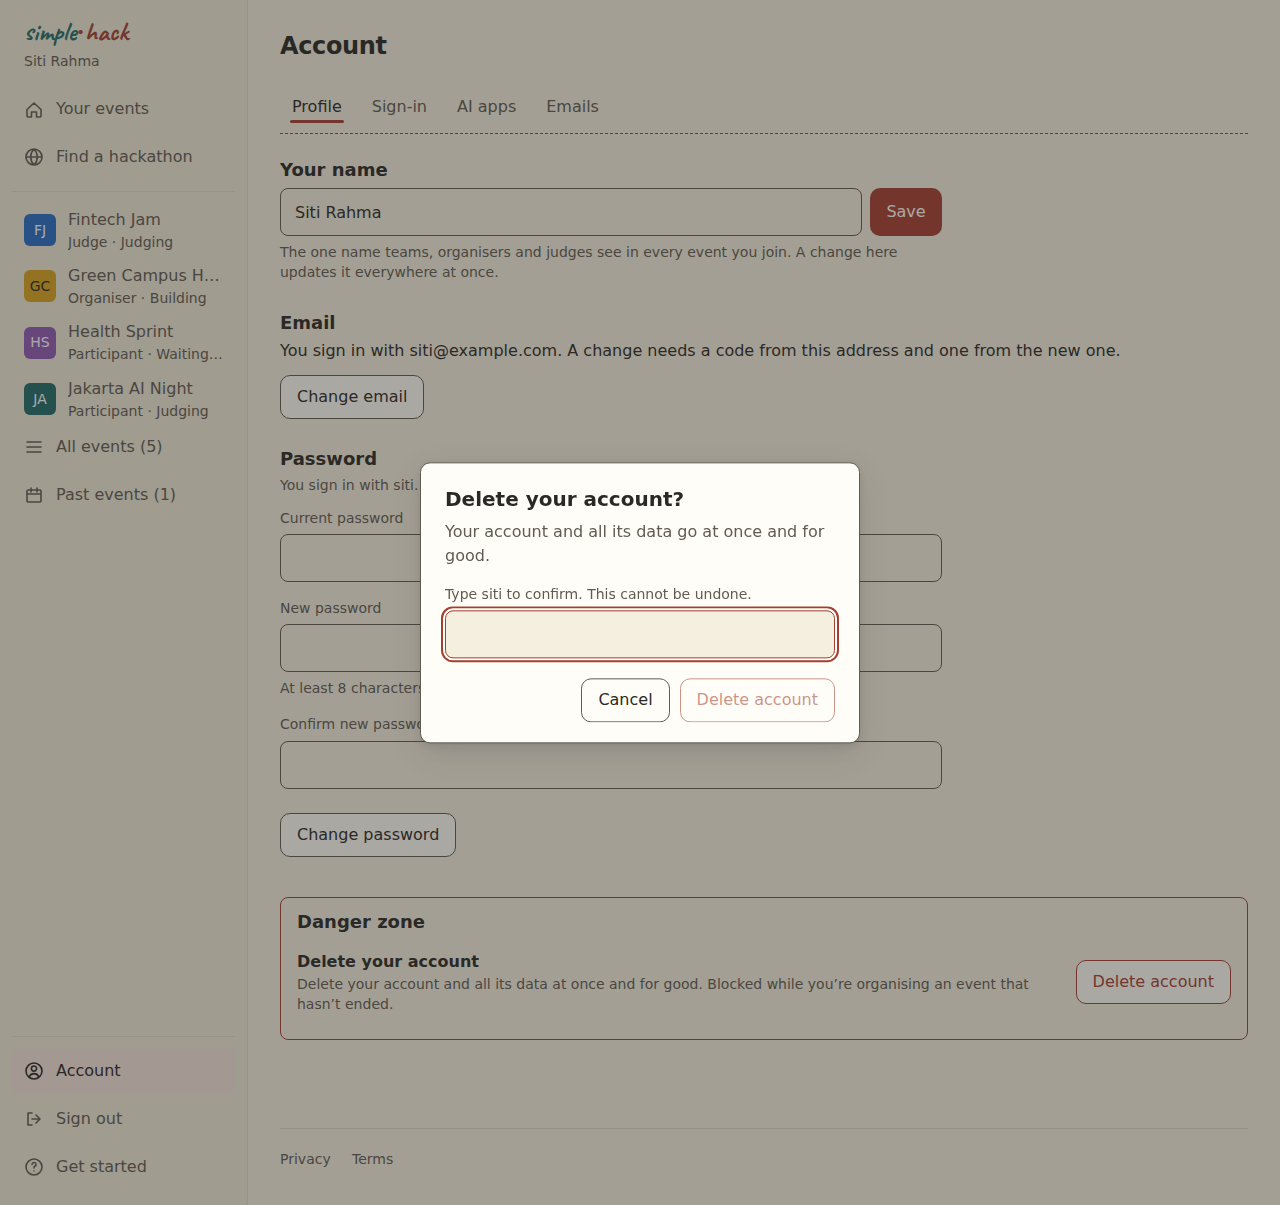 simple·hack
Siti Rahma
Your events
Find a hackathon
FJ
Fintech Jam
Judge · Judging
GC
Green Campus H…
Organiser · Building
HS
Health Sprint
Participant · Waiting…
JA
Jakarta AI Night
Participant · Judging
All events (5)
Past events (1)
Account
Sign out
Get started
Account
Profile
Sign-in
AI apps
Emails
Your name
Siti Rahma
Save
The one name teams, organisers and judges see in every event you join. A change here
updates it everywhere at once.
Email
You sign in with siti@example.com. A change needs a code from this address and one from the new one.
Change email
Password
You sign in with siti.
Current password
New password
At least 8 characters
Confirm new passwo
Change password
Delete your account?
Your account and all its data go at once and for
good.
Type siti to confirm. This cannot be undone.
Cancel
Delete account
Danger zone
Delete your account
Delete your account and all its data at once and for good. Blocked while you’re organising an event that
hasn’t ended.
Delete account
Privacy
Terms